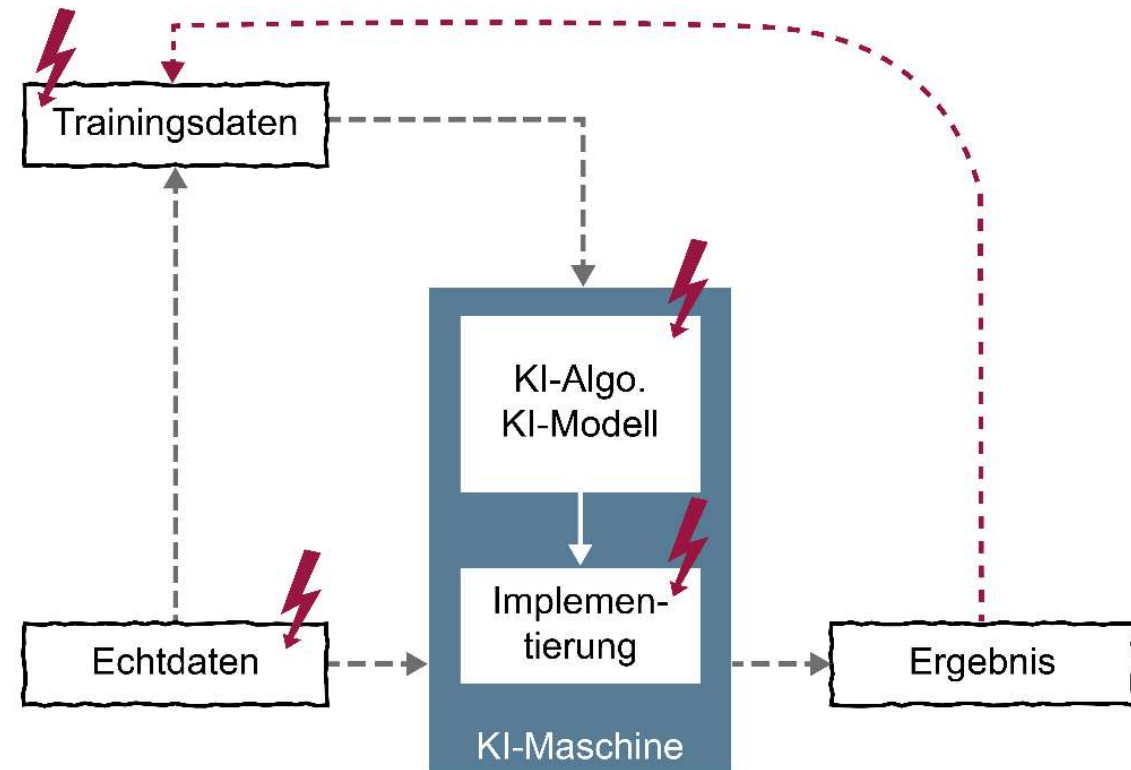 Trainingsdaten
KI-Algo.
KI-Modell
Implemen-
tierung
Echtdaten
Ergebnis
KI-Maschine